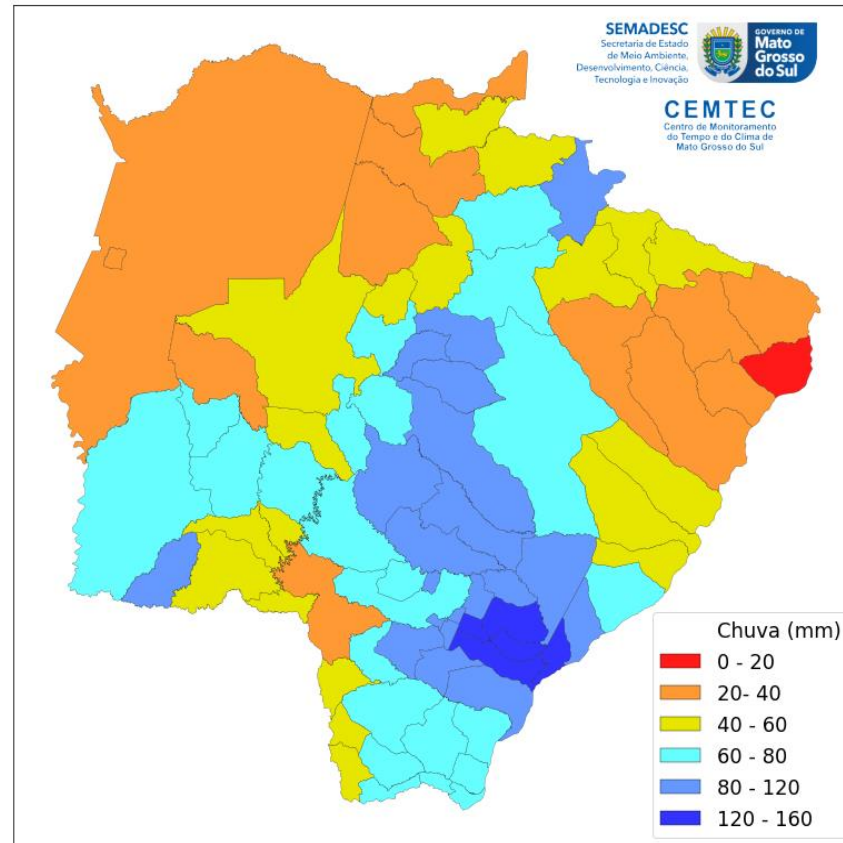 SEMADESC
Secretaria de Estado
de Meio Ambiente,
Desenvolvimento, Ciência,
Tecnologia e Inovação
GOVERNO DE
Mato
Grosso
do Sul
CEMTEC
Centro de Monitoramento
do Tempo e do Clima de
Mato Grosso do Sul
Chuva (mm)
0 - 20
20- 40
40 - 60
60 - 80
80 - 120
120 - 160